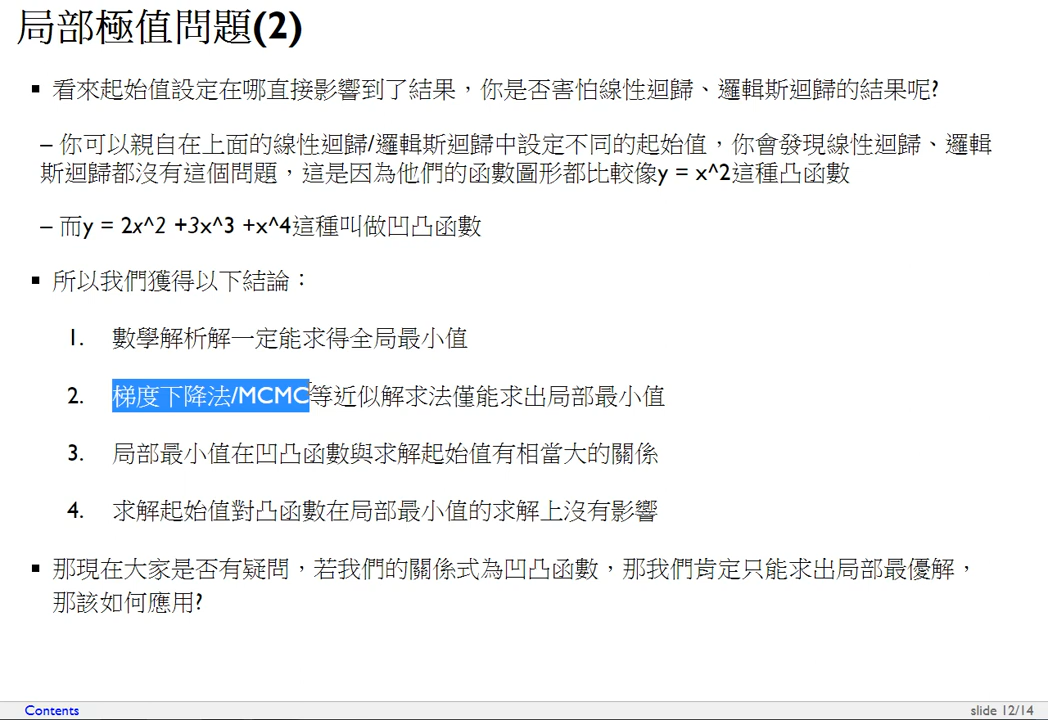 局部極值問題(2)
▪ 看來起始值設定在哪直接影響到了結果，你是否害怕線性迴歸、邏輯斯迴歸的結果呢?
– 你可以親自在上面的線性迴歸/邏輯斯迴歸中設定不同的起始值，你會發現線性迴歸、邏輯
斯迴歸都沒有這個問題，這是因為他們的函數圖形都比較像y = x^2這種凸函數
– 而y = 2x^2 +3x^3 +x^4這種叫做凹凸函數
▪ 所以我們獲得以下結論：
1. 數學解析解一定能求得全局最小值
2. 梯度下降法/MCMC等近似解求法僅能求出局部最小值
3. 局部最小值在凹凸函數與求解起始值有相當大的關係
4. 求解起始值對凸函數在局部最小值的求解上沒有影響
▪ 那現在大家是否有疑問，若我們的關係式為凹凸函數，那我們肯定只能求出局部最優解，
那該如何應用?
Contents
slide 12/14